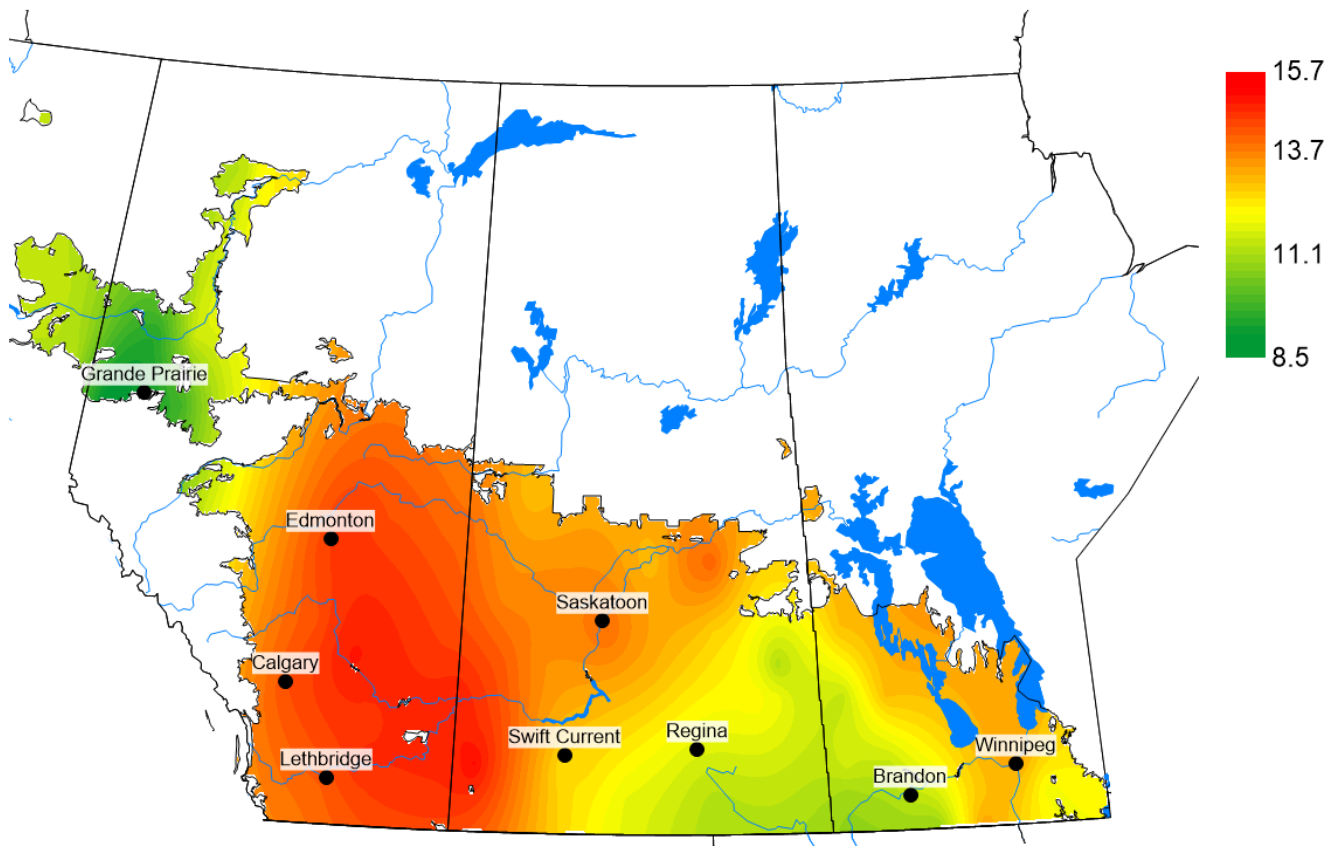 15.7
13.7
11.1
8.5
Grande Prairie
Edmonton
Saskatoon
Calgary
Swift Current
Regina
Lethbridge
Winnipeg
Brandon